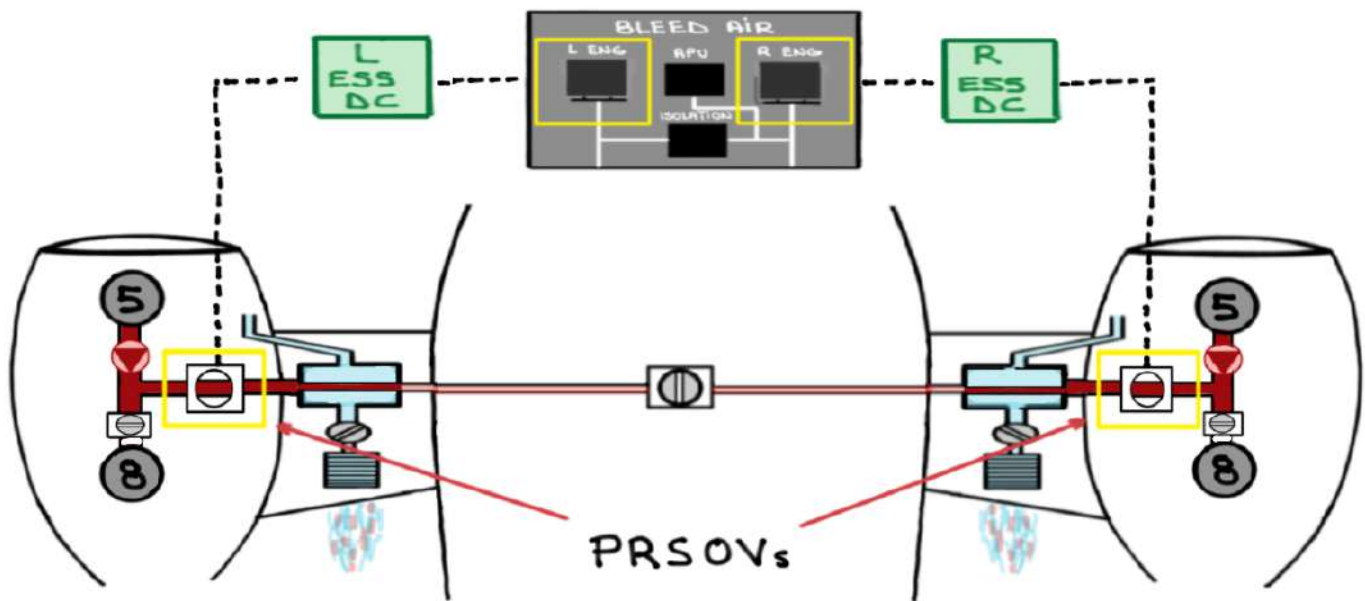 BLEED AiR
L ENG
APU
R ENG
ISOLATION
L
ESS
DC
R
ESS
DC
5
8
5
8
PRSOVs